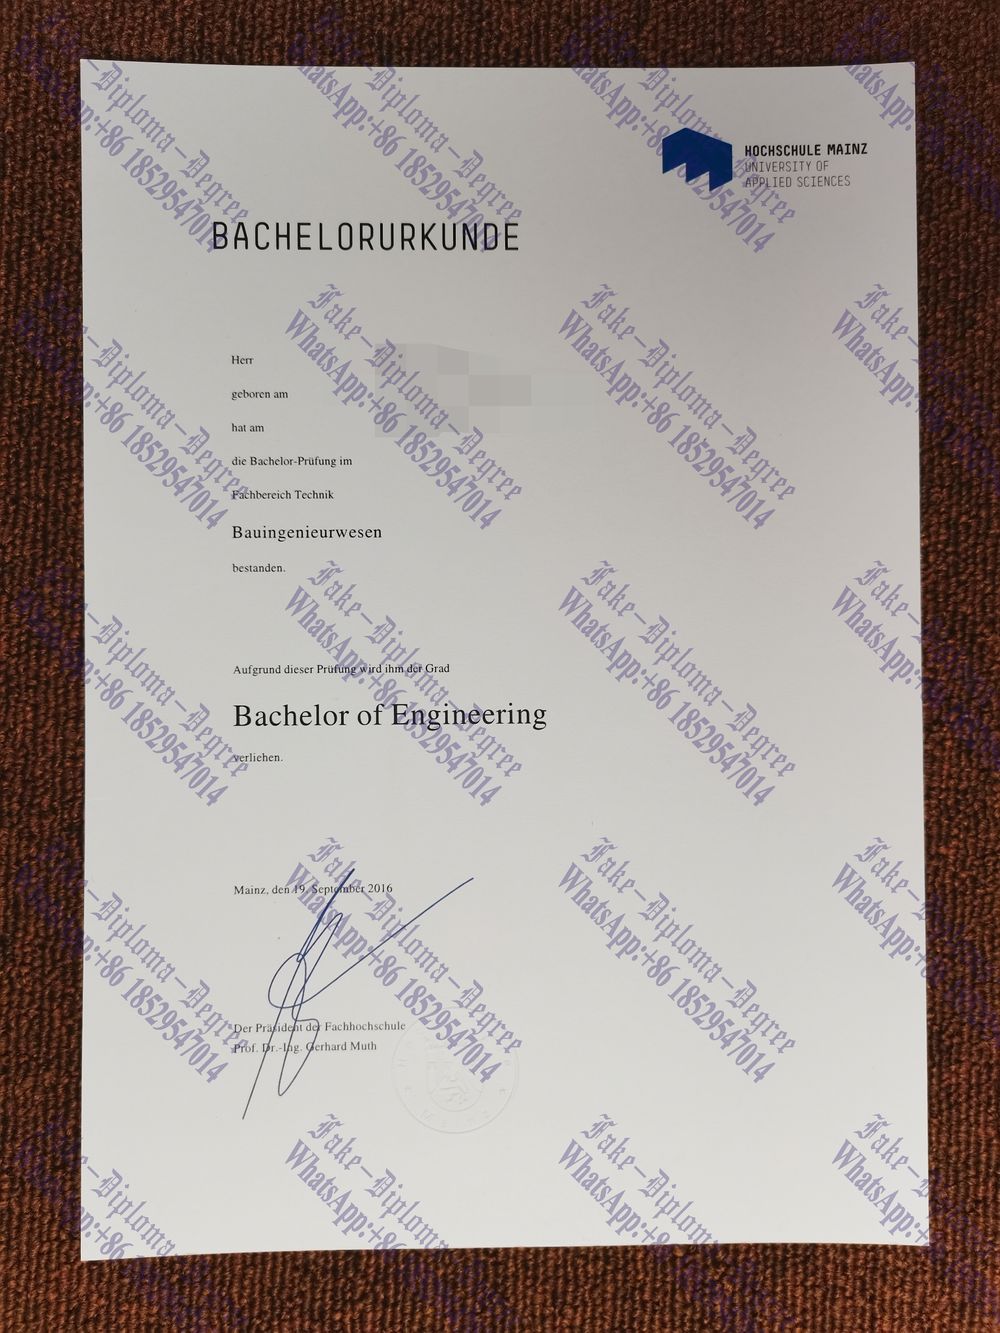 HOCHSCHULE MAINZ
UNIVERSITY OF
APPLIED SCIENCES
BACHELORURKUNDE
Herr
geboren am
hat am
die Bachelor-Prüfung im
Fachbereich Technik
Bauingenieurwesen
bestanden.
Aufgrund dieser Prüfung wird ihm der Grad
Bachelor of Engineering
verliehen.
Mainz, den 19. September 2016
Der Präsident der Fachhochschule
Prof. Dr.-Ing. Gerhard Muth
Fake-Diploma-Degree
WhatsApp:+86 18529547014